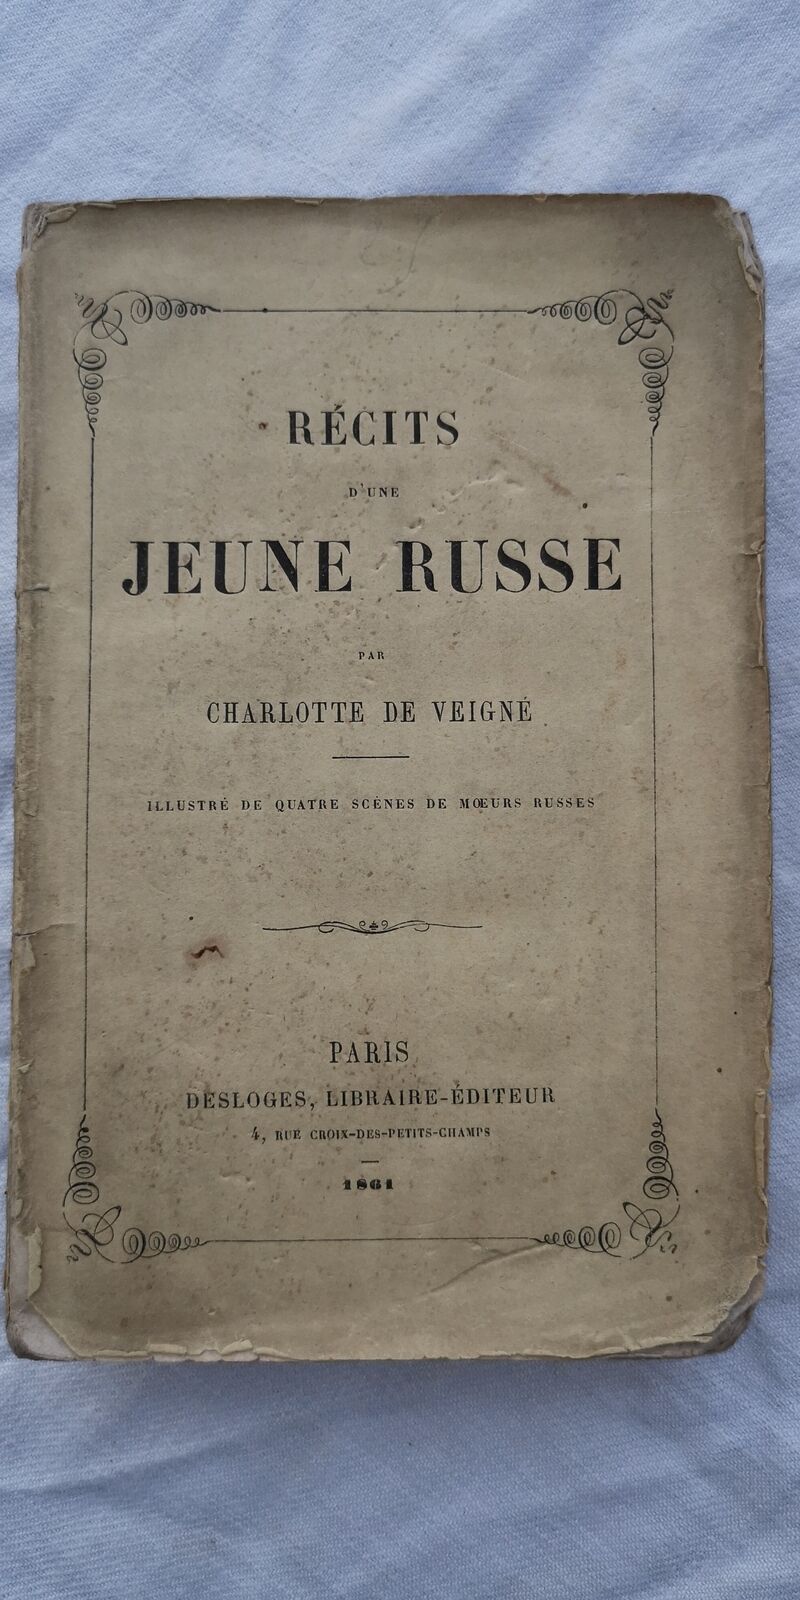 RÉCITS
D'UNE
JEUNE RUSSE
PAR
CHARLOTTE DE VEIGNÉ
ILLUSTRÉ DE QUATRE SCÈNES DE MŒURS RUSSES
PARIS
DESLOGES, LIBRAIRE-ÉDITEUR
4, RUE CROIX-DES-PETITS-CHAMPS
1861